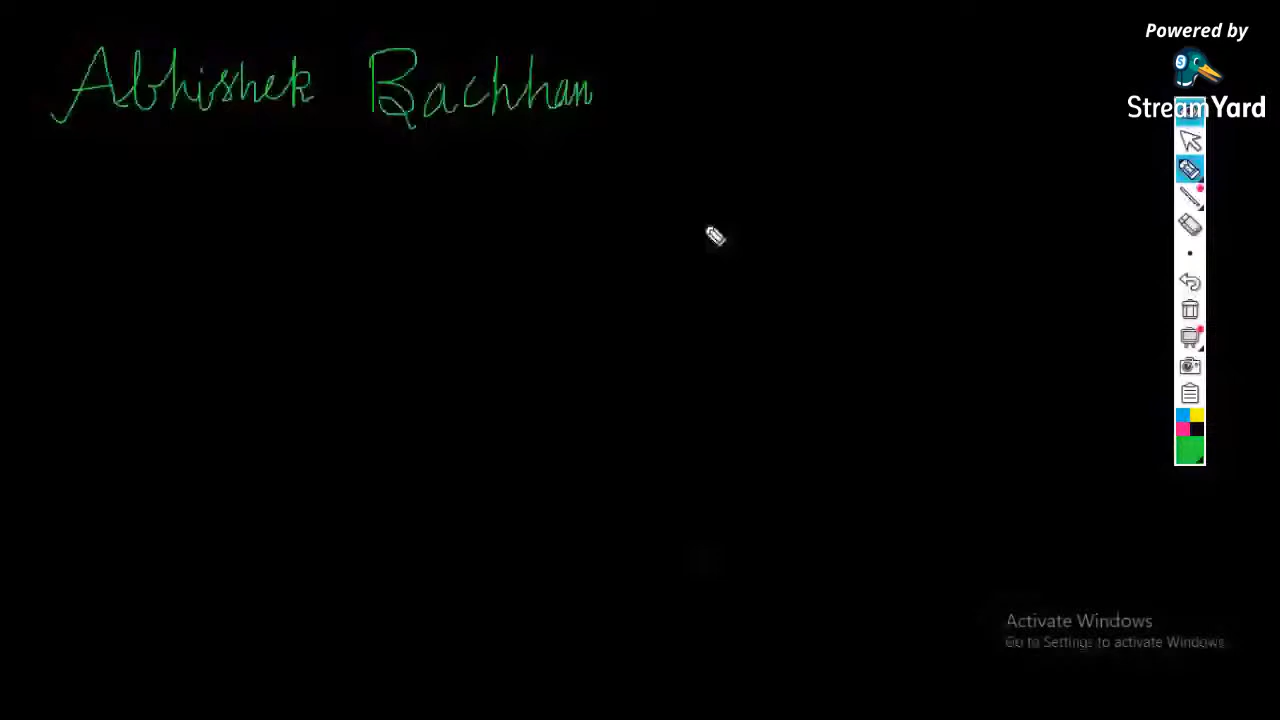 Abhishek Bachhan
Powered by
StreamYard
Activate Windows
Go to Settings to activate Windows.